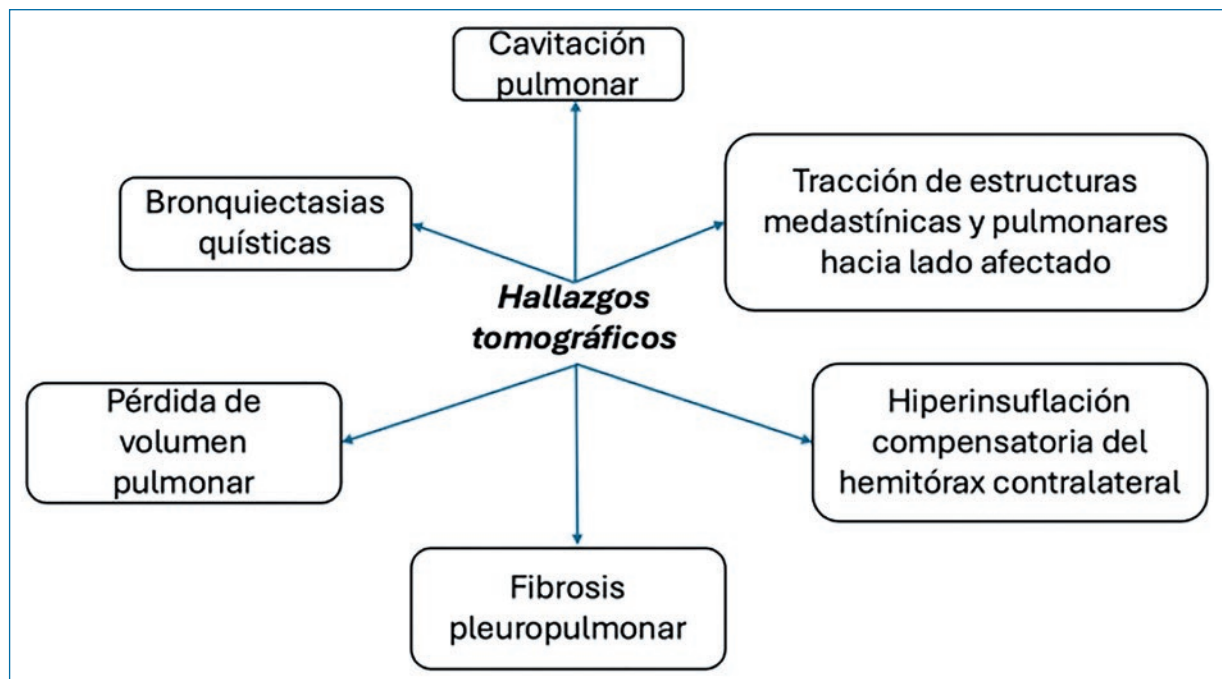 Cavitación
pulmonar
Bronquiectasias
quísticas
Tracción de estructuras
medastínicas y pulmonares
hacia lado afectado
Hallazgos
tomográficos
Pérdida de
volumen
pulmonar
Hiperinsuflación
compensatoria del
hemitórax contralateral
Fibrosis
pleuropulmonar